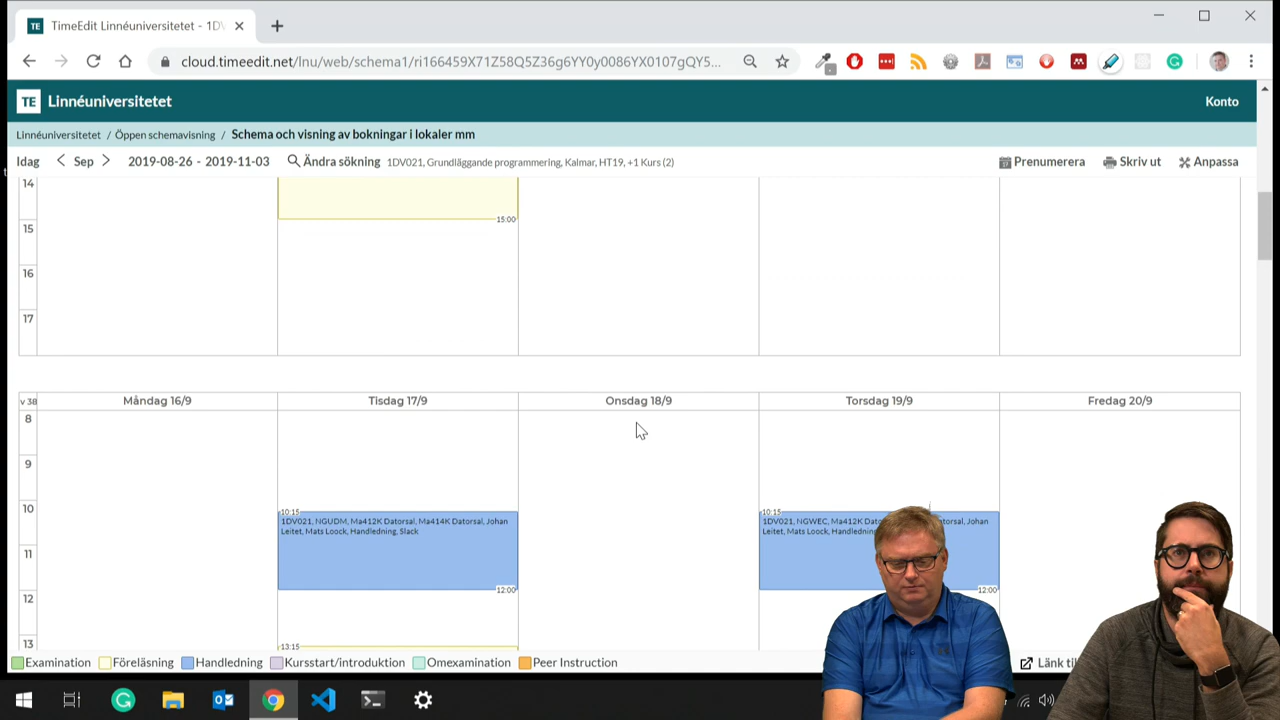 TE TimeEdit Linnéuniversitetet - 1D
cloud.timeedit.net/lnu/web/schema1/ri166459X71Z58Q5Z36g6YY0y0086YX0107gQY5...
TE Linnéuniversitetet
Konto
Linnéuniversitetet / Öppen schemavisning / Schema och visning av bokningar i lokaler mm
Idag < Sep > 2019-08-26 - 2019-11-03 Ändra sökning 1DV021, Grundläggande programmering, Kalmar, HT19, +1 Kurs (2) Prenumerera Skriv ut Anpassa
14
15:00
15
16
17
v 38 Måndag 16/9 Tisdag 17/9 Onsdag 18/9 Torsdag 19/9 Fredag 20/9
8
9
10
10:15 10:15
1DV021, NGUDM, Ma412K Datorsal, Ma414K Datorsal, Johan
Leitet, Mats Loock, Handledning, Slack
1DV021, NGWEC, Ma412K
Johan
Leitet, Mats Loock, Handledning
11
12:00 12:00
12
13
13:15
Examination Föreläsning Handledning Kursstart/introduktion Omexamination Peer Instruction